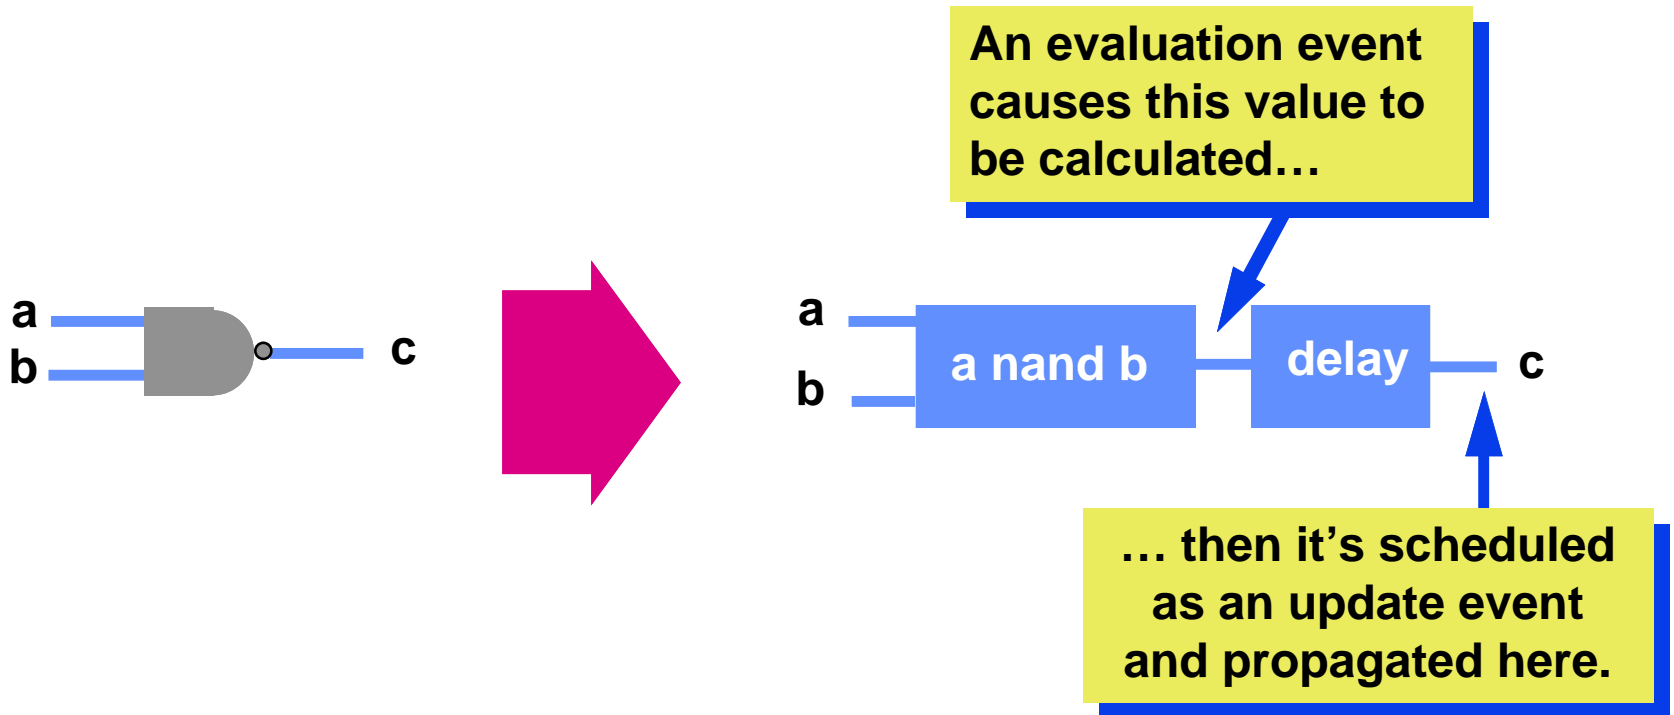 An evaluation event
causes this value to
be calculated…
a
b
c
a
b
a nand b
delay
c
… then it’s scheduled
as an update event
and propagated here.